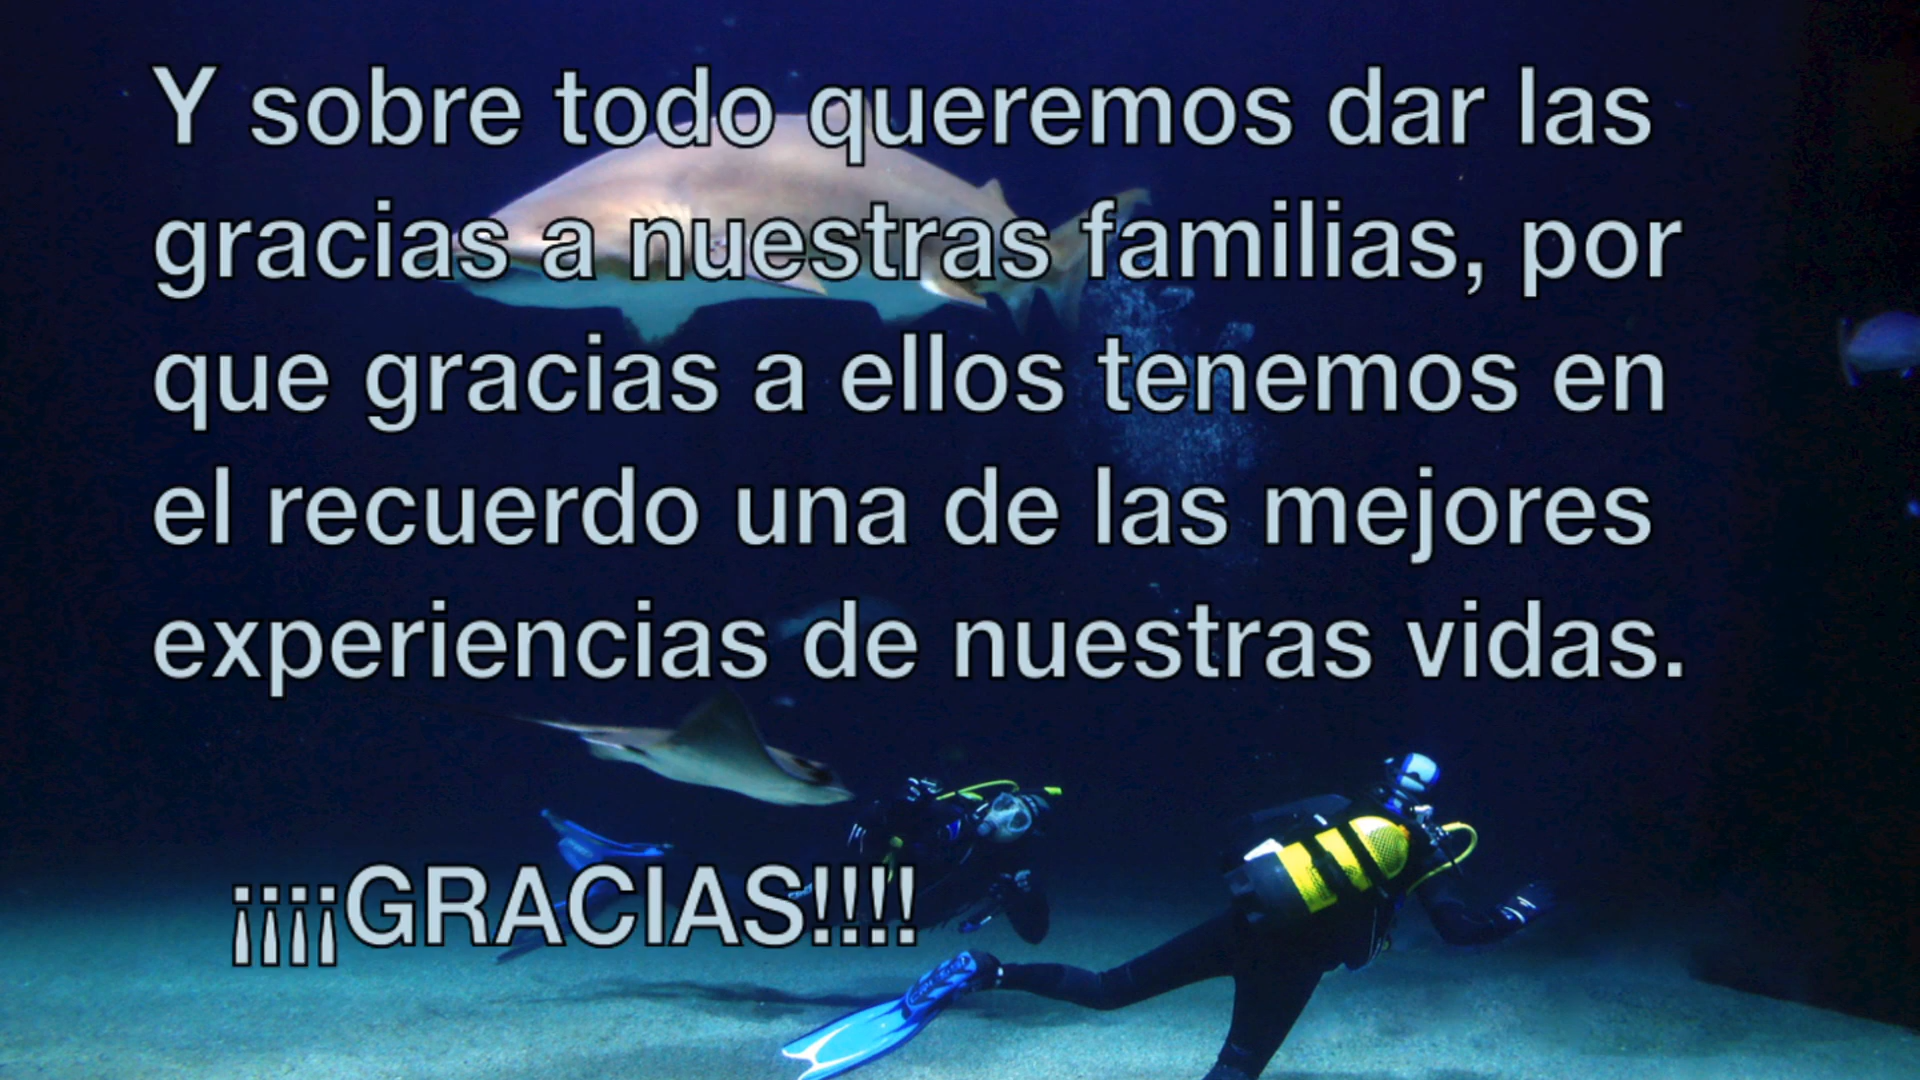 Y sobre todo queremos dar las
gracias a nuestras familias, por
que gracias a ellos tenemos en
el recuerdo una de las mejores
experiencias de nuestras vidas.
¡¡¡¡GRACIAS!!!!